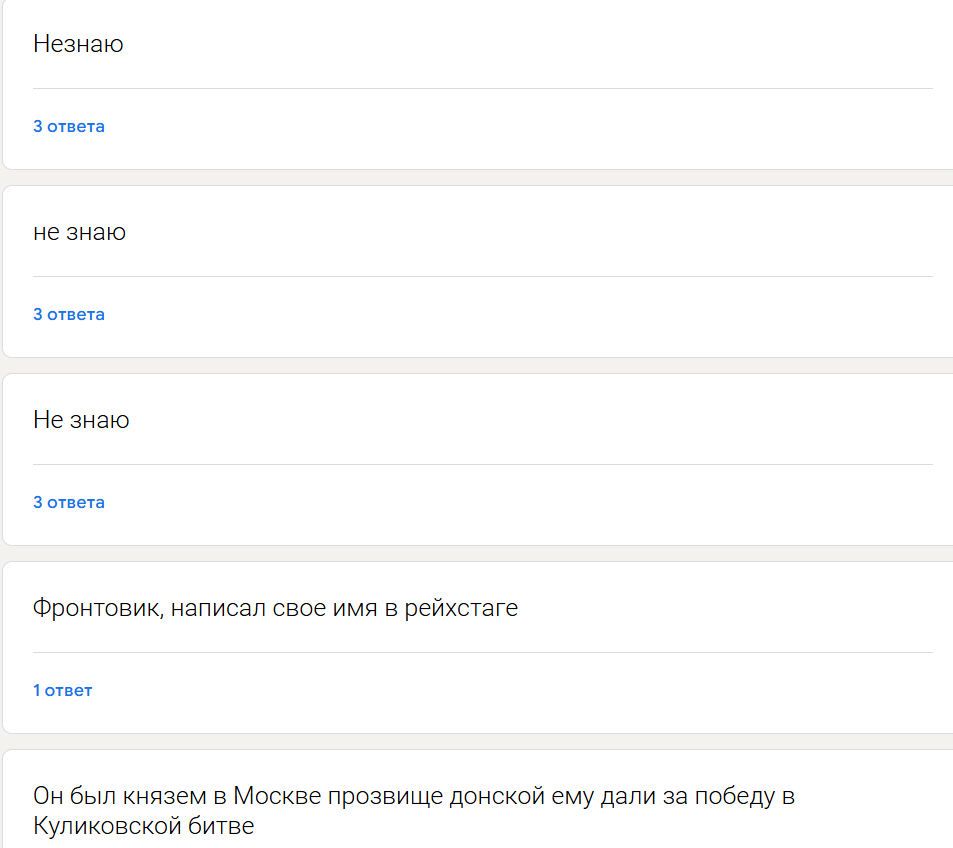 Незнаю
3 ответа
не знаю
3 ответа
Не знаю
3 ответа
Фронтовик, написал свое имя в рейхстаге
1 ответ
Он был князем в Москве прозвище донской ему дали за победу в
Куликовской битве